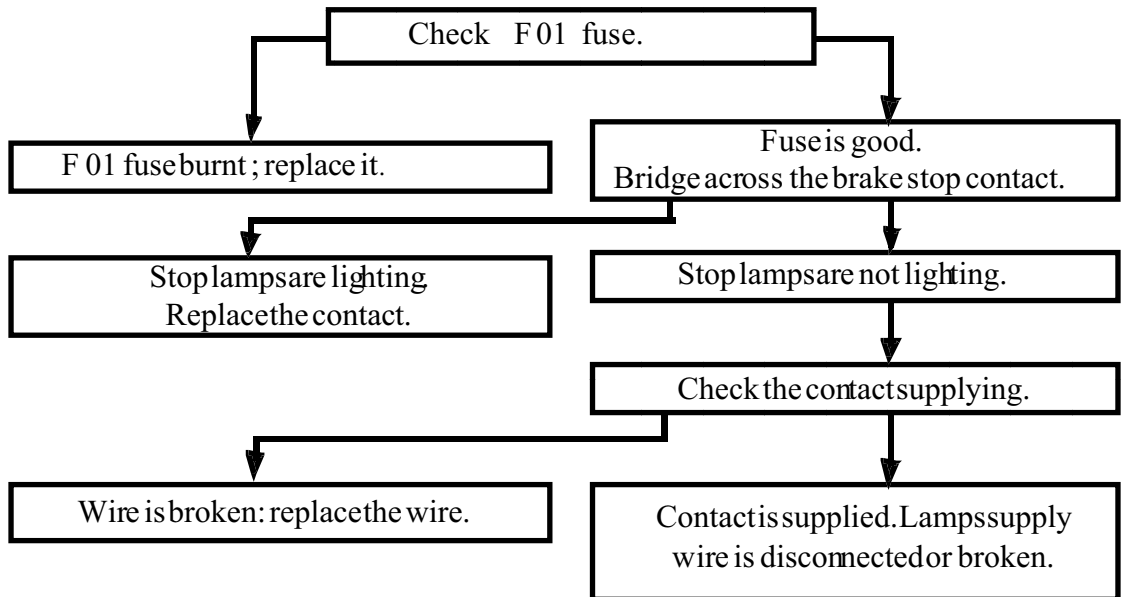 Check F 01 fuse.
F 01 fuse burnt ; replace it.
Fuse is good.
Bridge across the brake stop contact.
Stop lamps are lighting.
Replace the contact.
Stop lamps are not lighting.
Check the contact supplying.
Wire is broken: replace the wire.
Contact is supplied. Lamps supply
wire is disconnected or broken.